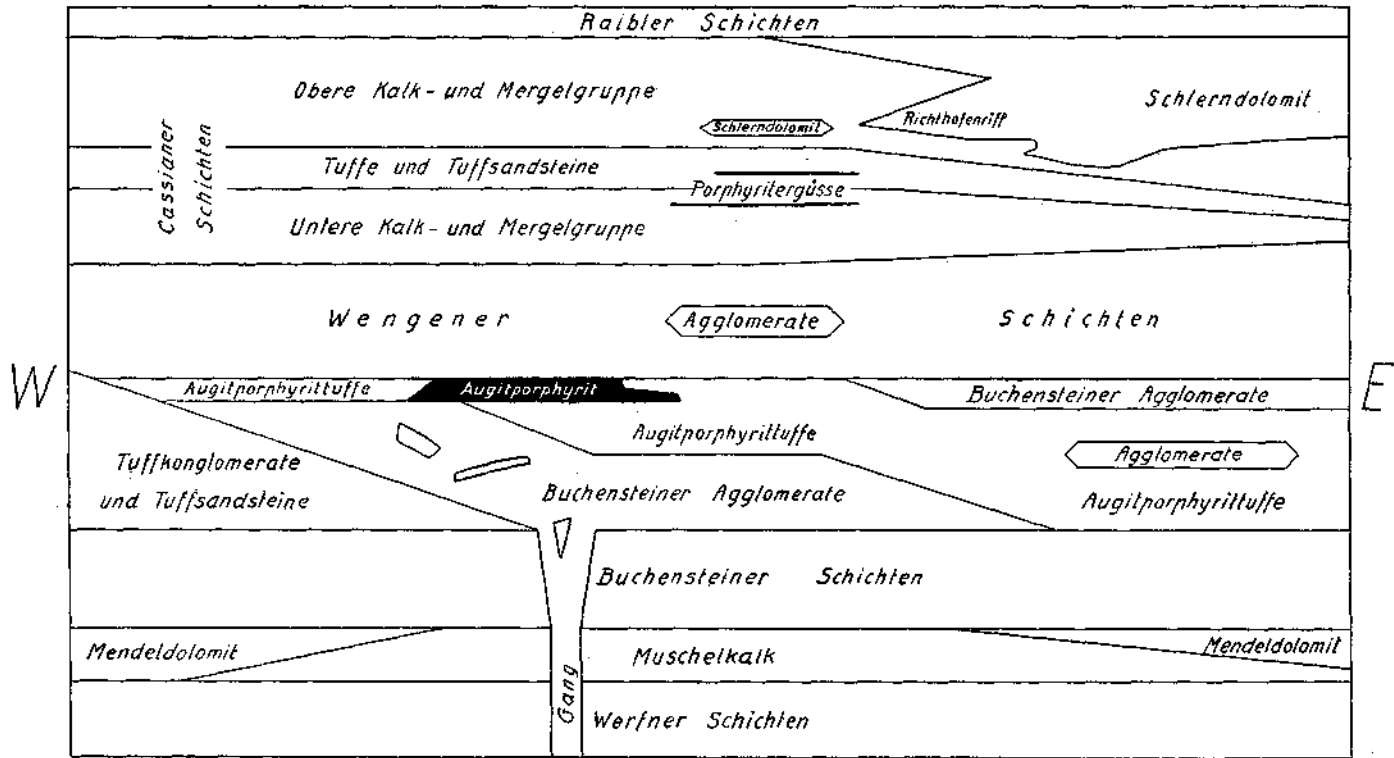 Raibler Schichten
Obere Kalk- und Mergelgruppe
Schlerndolomit
Richthofenriff
Schlerndolomit
Cassianer
Schichten
Tuffe und Tuffsandsteine
Porphyritergüsse
Untere Kalk- und Mergelgruppe
Wengener
Agglomerate
Schichten
W
E
Augitporphyrittuffe
Augitporphyrit
Buchensteiner Agglomerate
Augitporphyrittuffe
Agglomerate
Tuffkonglomerate
und Tuffsandsteine
Buchensteiner Agglomerate
Augitporphyrittuffe
Buchensteiner Schichten
Mendeldolomit
Muschelkalk
Mendeldolomit
Gang
Werfner Schichten